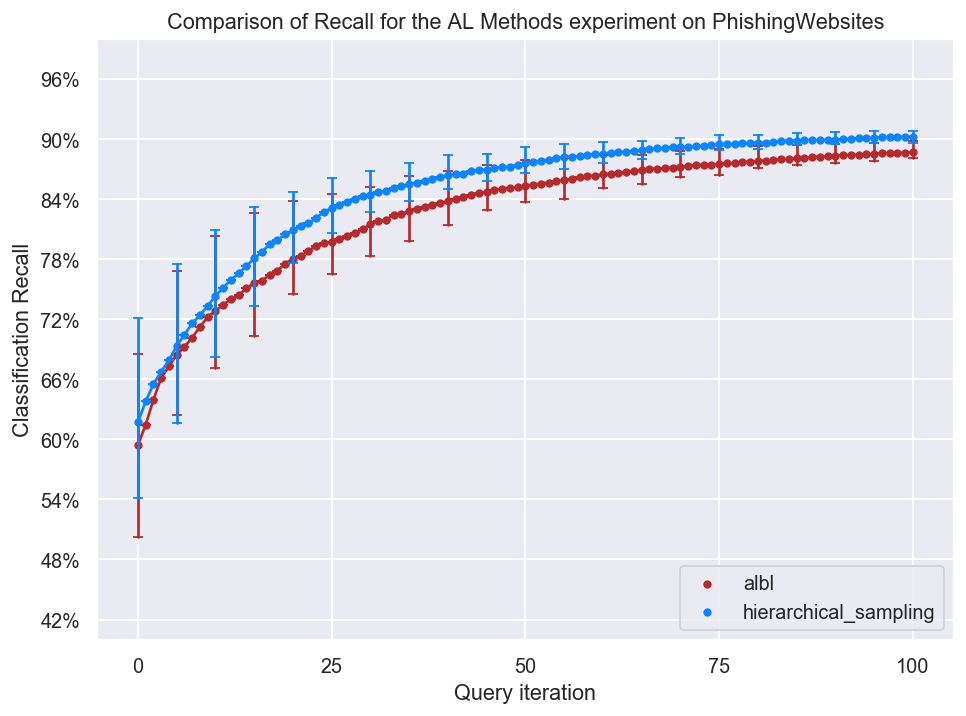 Comparison of Recall for the AL Methods experiment on PhishingWebsites
96%
90%
84%
78%
72%
66%
60%
54%
48%
42%
Classification Recall
albl
hierarchical_sampling
0 25 50 75 100
Query iteration